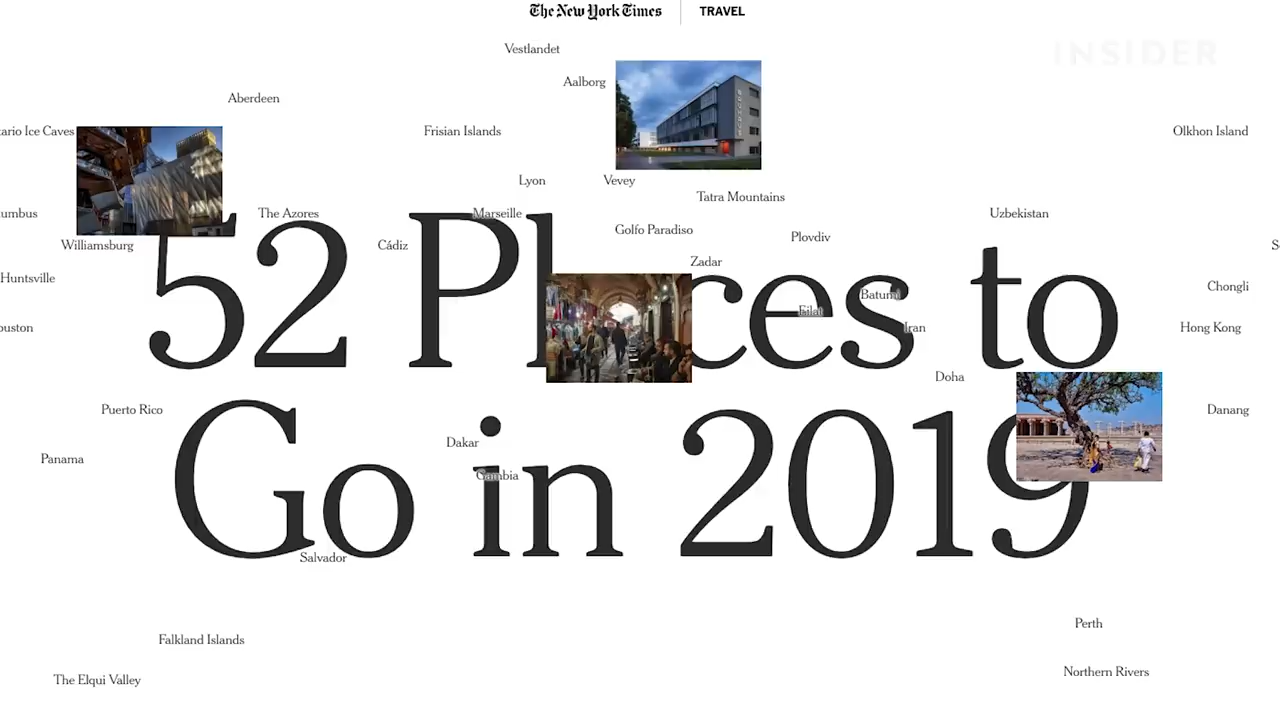 The New York Times | TRAVEL
INSIDER
Vestlandet
Aalborg
BAUHAUS
Aberdeen
tario Ice Caves
Frisian Islands
Olkhon Island
Lyon
Vevey
Tatra Mountains
umbus
The Azores
Marseille
Uzbekistan
Golfo Paradiso
Plovdiv
Williamsburg
Cádiz
Zadar
Huntsville
Chongli
Batumi
Eilat
ouston
Iran
Hong Kong
52 Places to
Doha
Puerto Rico
Danang
Dakar
Panama
Gambia
Go in 2019
Salvador
Perth
Falkland Islands
Northern Rivers
The Elqui Valley